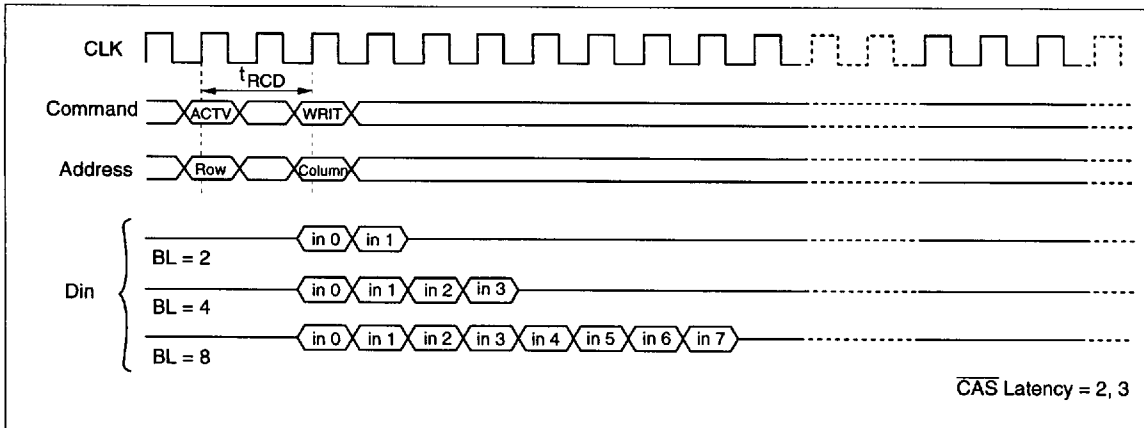 CLK
tRCD
Command ACTV WRIT
Address Row Column
in 0 in 1
BL = 2
Din
in 0 in 1 in 2 in 3
BL = 4
in 0 in 1 in 2 in 3 in 4 in 5 in 6 in 7
BL = 8
CAS Latency = 2, 3